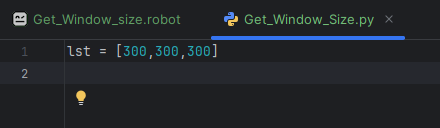 Get_Window_size.robot Get_Window_Size.py
1 lst = [300,300,300]
2